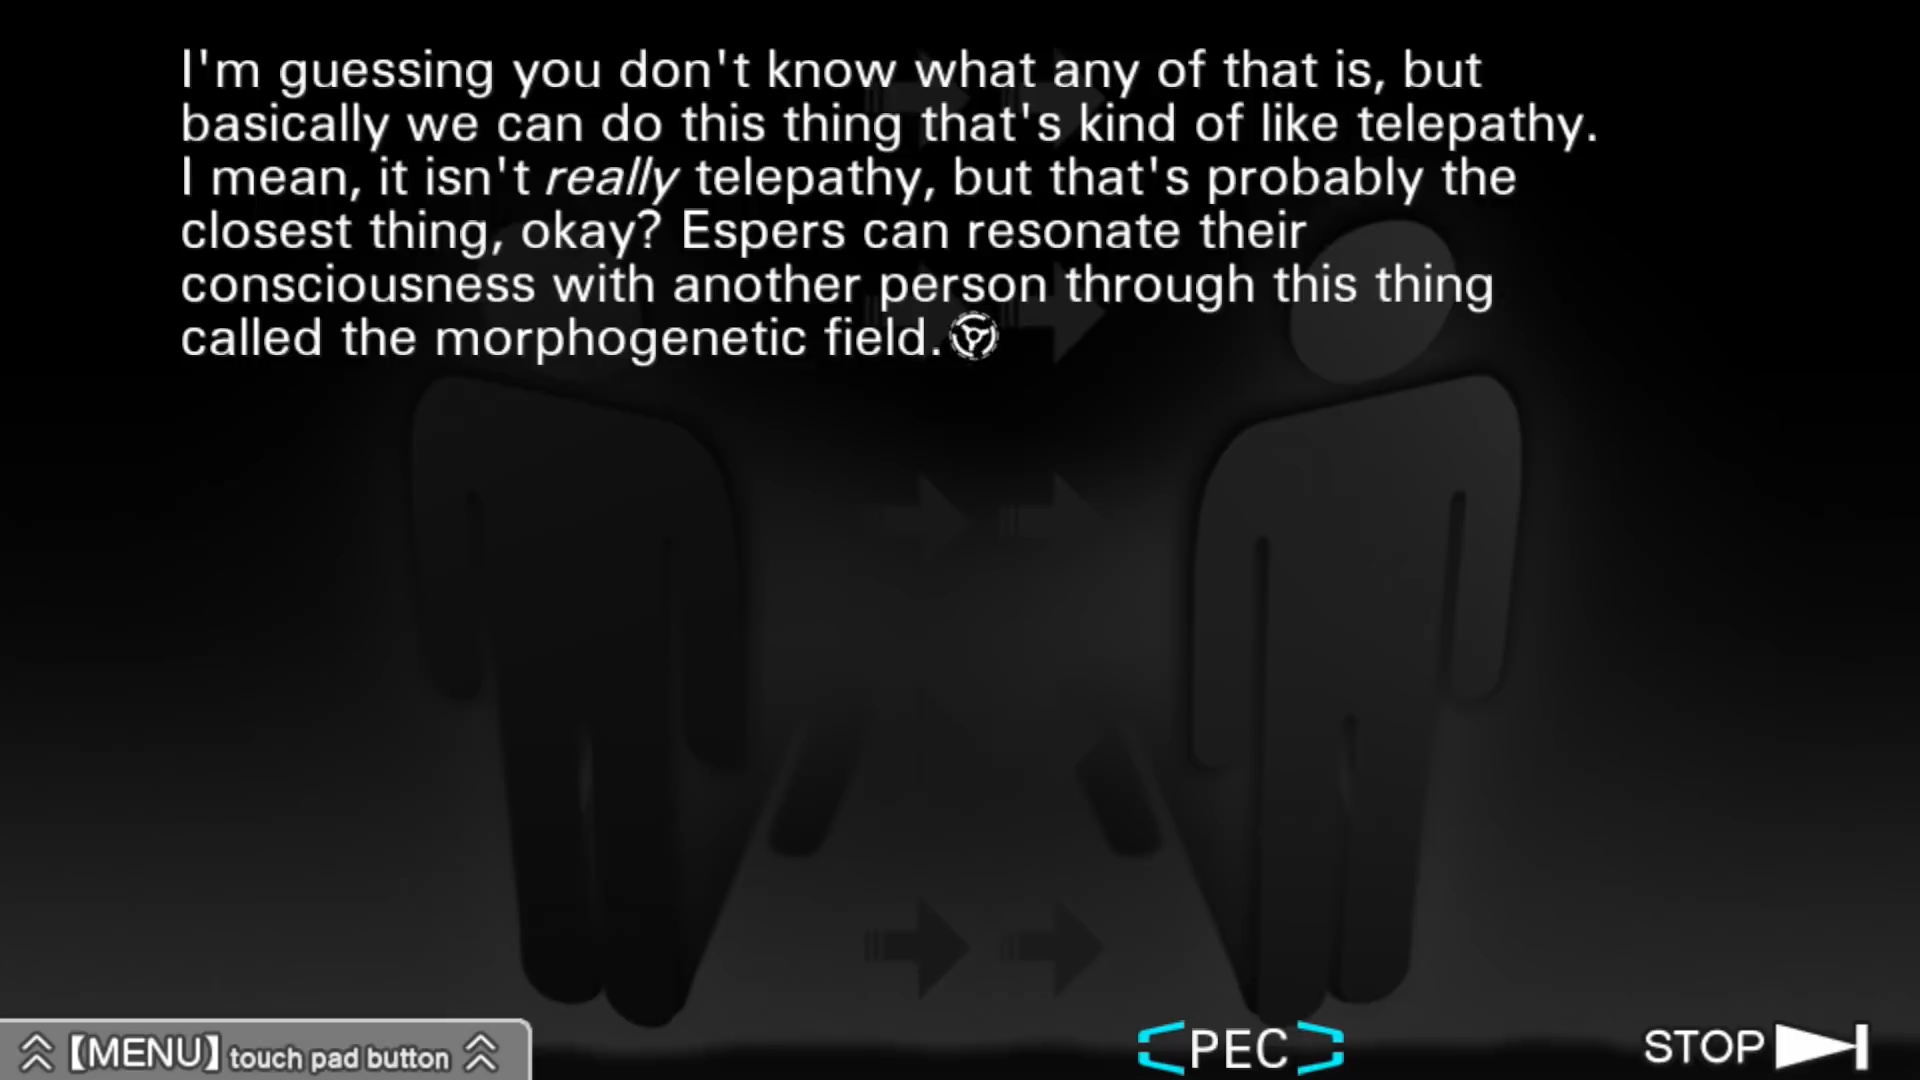 I'm guessing you don't know what any of that is, but
basically we can do this thing that's kind of like telepathy.
I mean, it isn't really telepathy, but that's probably the
closest thing, okay? Espers can resonate their
consciousness with another person through this thing
called the morphogenetic field.
【MENU】 touch pad button
PEC
STOP